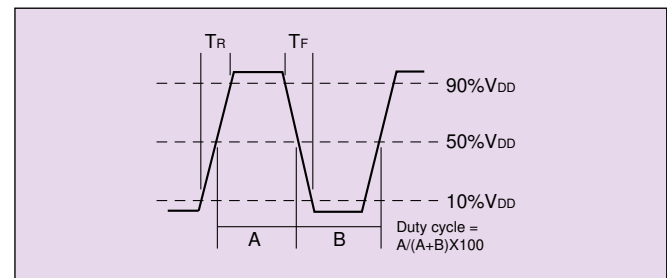 TR TF
90%VDD
50%VDD
10%VDD
A B
Duty cycle =
A/(A+B)X100